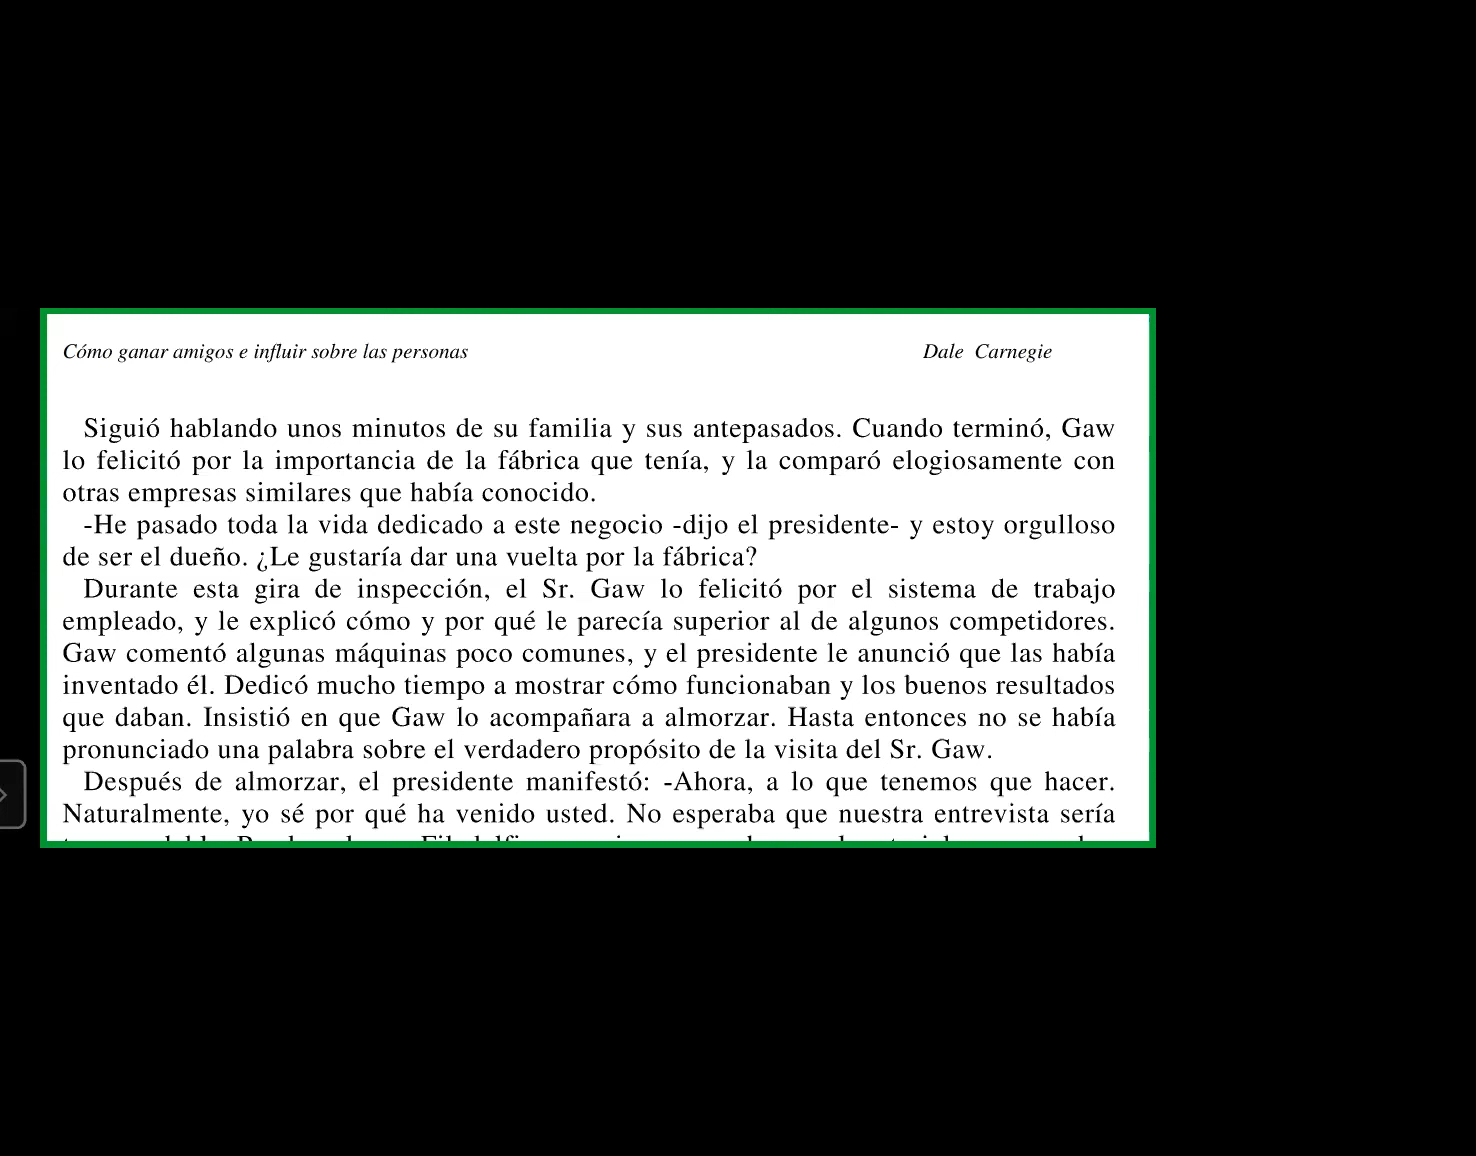 Cómo ganar amigos e influir sobre las personas Dale Carnegie
Siguió hablando unos minutos de su familia y sus antepasados. Cuando terminó, Gaw
lo felicitó por la importancia de la fábrica que tenía, y la comparó elogiosamente con
otras empresas similares que había conocido.
-He pasado toda la vida dedicado a este negocio -dijo el presidente- y estoy orgulloso
de ser el dueño. ¿Le gustaría dar una vuelta por la fábrica?
Durante esta gira de inspección, el Sr. Gaw lo felicitó por el sistema de trabajo
empleado, y le explicó cómo y por qué le parecía superior al de algunos competidores.
Gaw comentó algunas máquinas poco comunes, y el presidente le anunció que las había
inventado él. Dedicó mucho tiempo a mostrar cómo funcionaban y los buenos resultados
que daban. Insistió en que Gaw lo acompañara a almorzar. Hasta entonces no se había
pronunciado una palabra sobre el verdadero propósito de la visita del Sr. Gaw.
Después de almorzar, el presidente manifestó: -Ahora, a lo que tenemos que hacer.
Naturalmente, yo sé por qué ha venido usted. No esperaba que nuestra entrevista sería